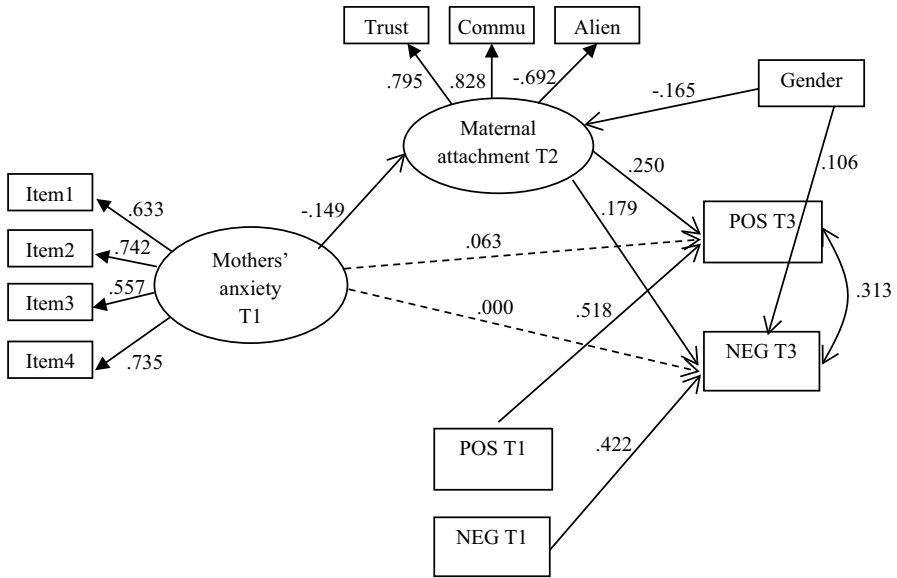 Trust
Commu
Alien
.795
.828
-.692
Gender
-.165
Maternal
attachment T2
.106
.250
Item1
.633
-.149
.179
POS T3
Item2
.742
.063
Mothers’
anxiety
T1
Item3
.557
.000
.518
.313
Item4
.735
NEG T3
POS T1
.422
NEG T1